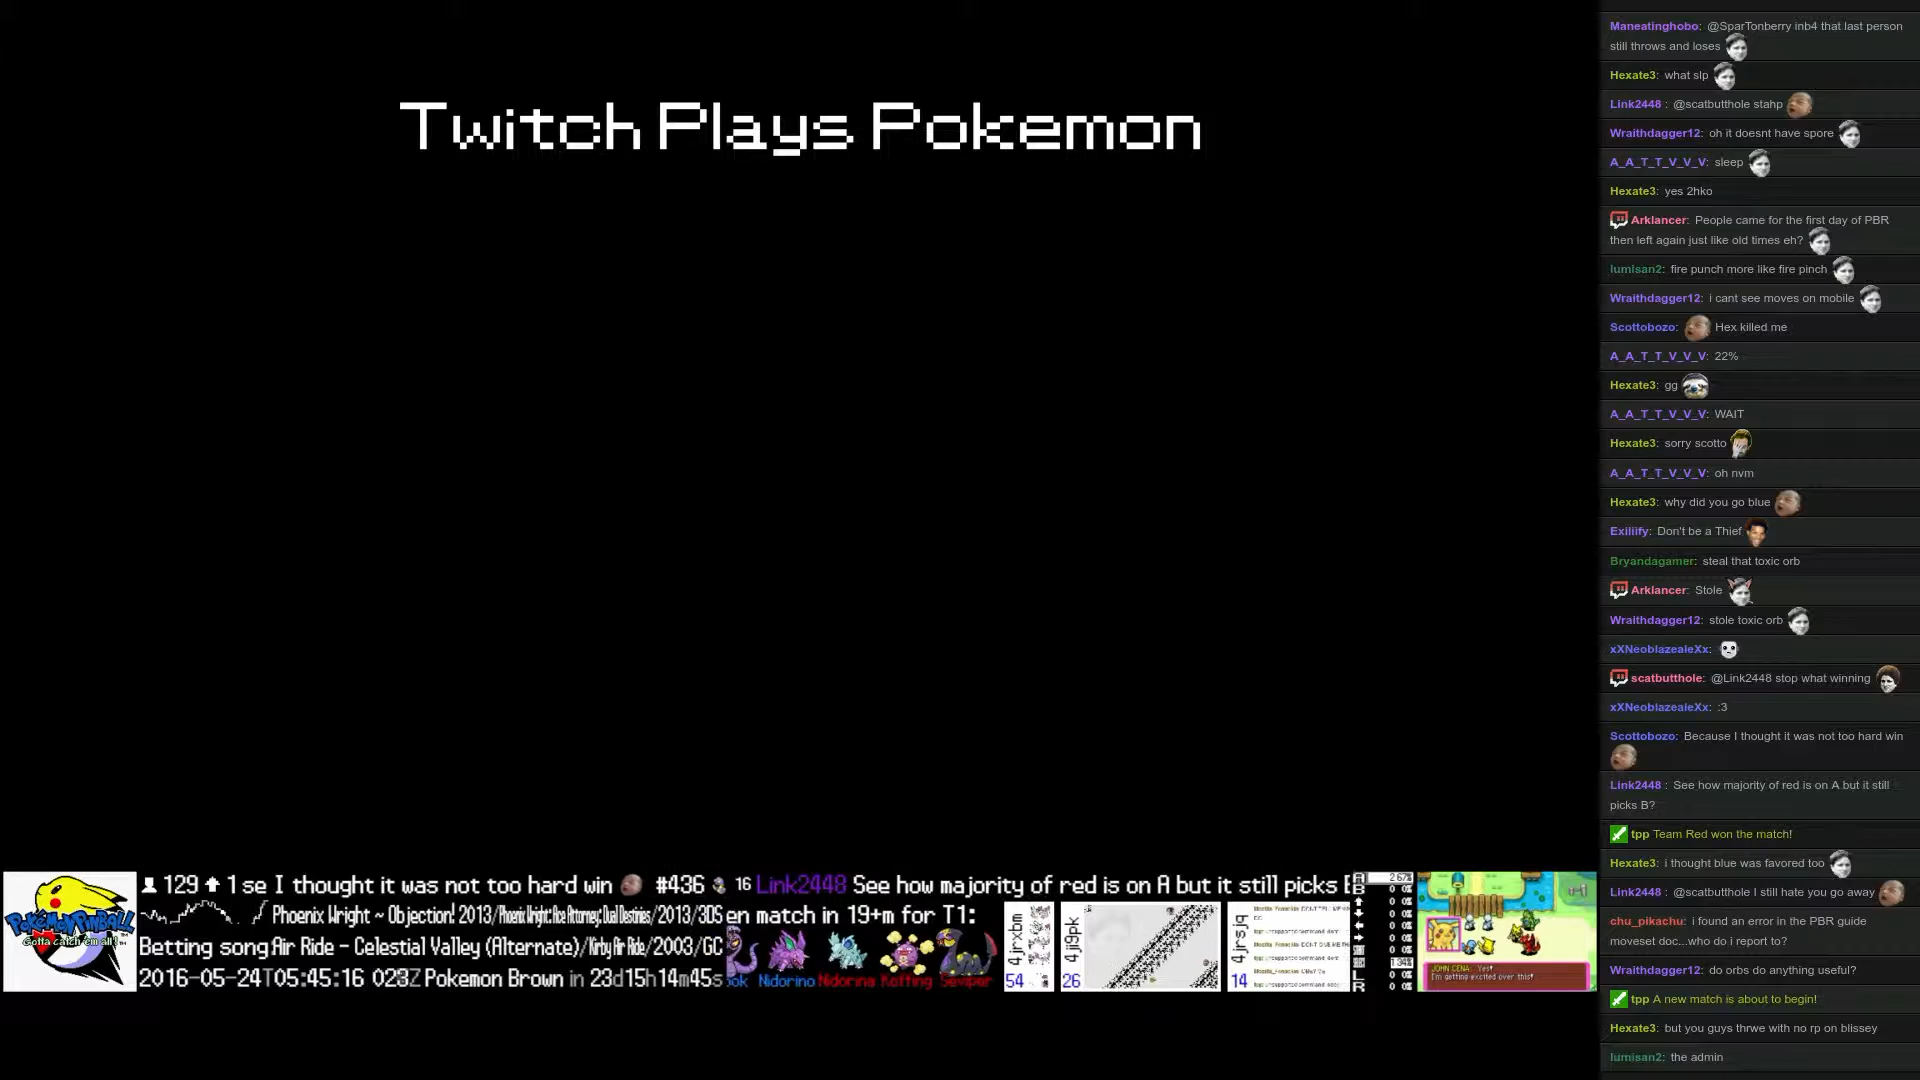 Twitch Plays Pokemon
Maneatinghobo: @SparTonberry inb4 that last person
still throws and loses
Hexate3: what slp
Link2448 : @scatbutthole stahp
Wraithdagger12: oh it doesnt have spore
A_A_T_T_V_V_V: sleep
Hexate3: yes 2hko
Arklancer: People came for the first day of PBR
then left again just like old times eh?
lumisan2: fire punch more like fire pinch
Wraithdagger12: i cant see moves on mobile
Scottobozo: Hex killed me
A_A_T_T_V_V_V: 22%
Hexate3: gg
A_A_T_T_V_V_V: WAIT
Hexate3: sorry scotto
A_A_T_T_V_V_V: oh nvm
Hexate3: why did you go blue
Exiliify: Don't be a Thief
Bryandagamer: steal that toxic orb
Arklancer: Stole
Wraithdagger12: stole toxic orb
xXNeoblazealeXx:
scatbutthole: @Link2448 stop what winning
xXNeoblazealeXx: :3
Scottobozo: Because I thought it was not too hard win
Link2448 : See how majority of red is on A but it still
picks B?
tpp Team Red won the match!
Hexate3: i thought blue was favored too
Link2448 : @scatbutthole I still hate you go away
chu_pikachu: i found an error in the PBR guide
moveset doc...who do i report to?
Wraithdagger12: do orbs do anything useful?
tpp A new match is about to begin!
Hexate3: but you guys thrwe with no rp on blissey
lumisan2: the admin
Pokémon Pinball
Gotta catch 'em all!
129 1 se I thought it was not too hard win #436 16 Link2448 See how majority of red is on A but it still picks
Phoenix Wright ~ Objection! 2013/Phoenix Wright: Ace Attorney: Dual Destinies/2013/3DS
en match in 19+m for T1:
Betting song Air Ride - Celestial Valley (Alternate)/Kirby Air Ride/2003/GC
2016-05-24T05:45:16 Pokemon Brown in 23d15h14m45s
Nidorino Nidorina Koffing Seviper
4jrxbm
54
4jj9pk
26
4jrsjq
14
JOHN CENA: Yes!
I'm getting excited over this!